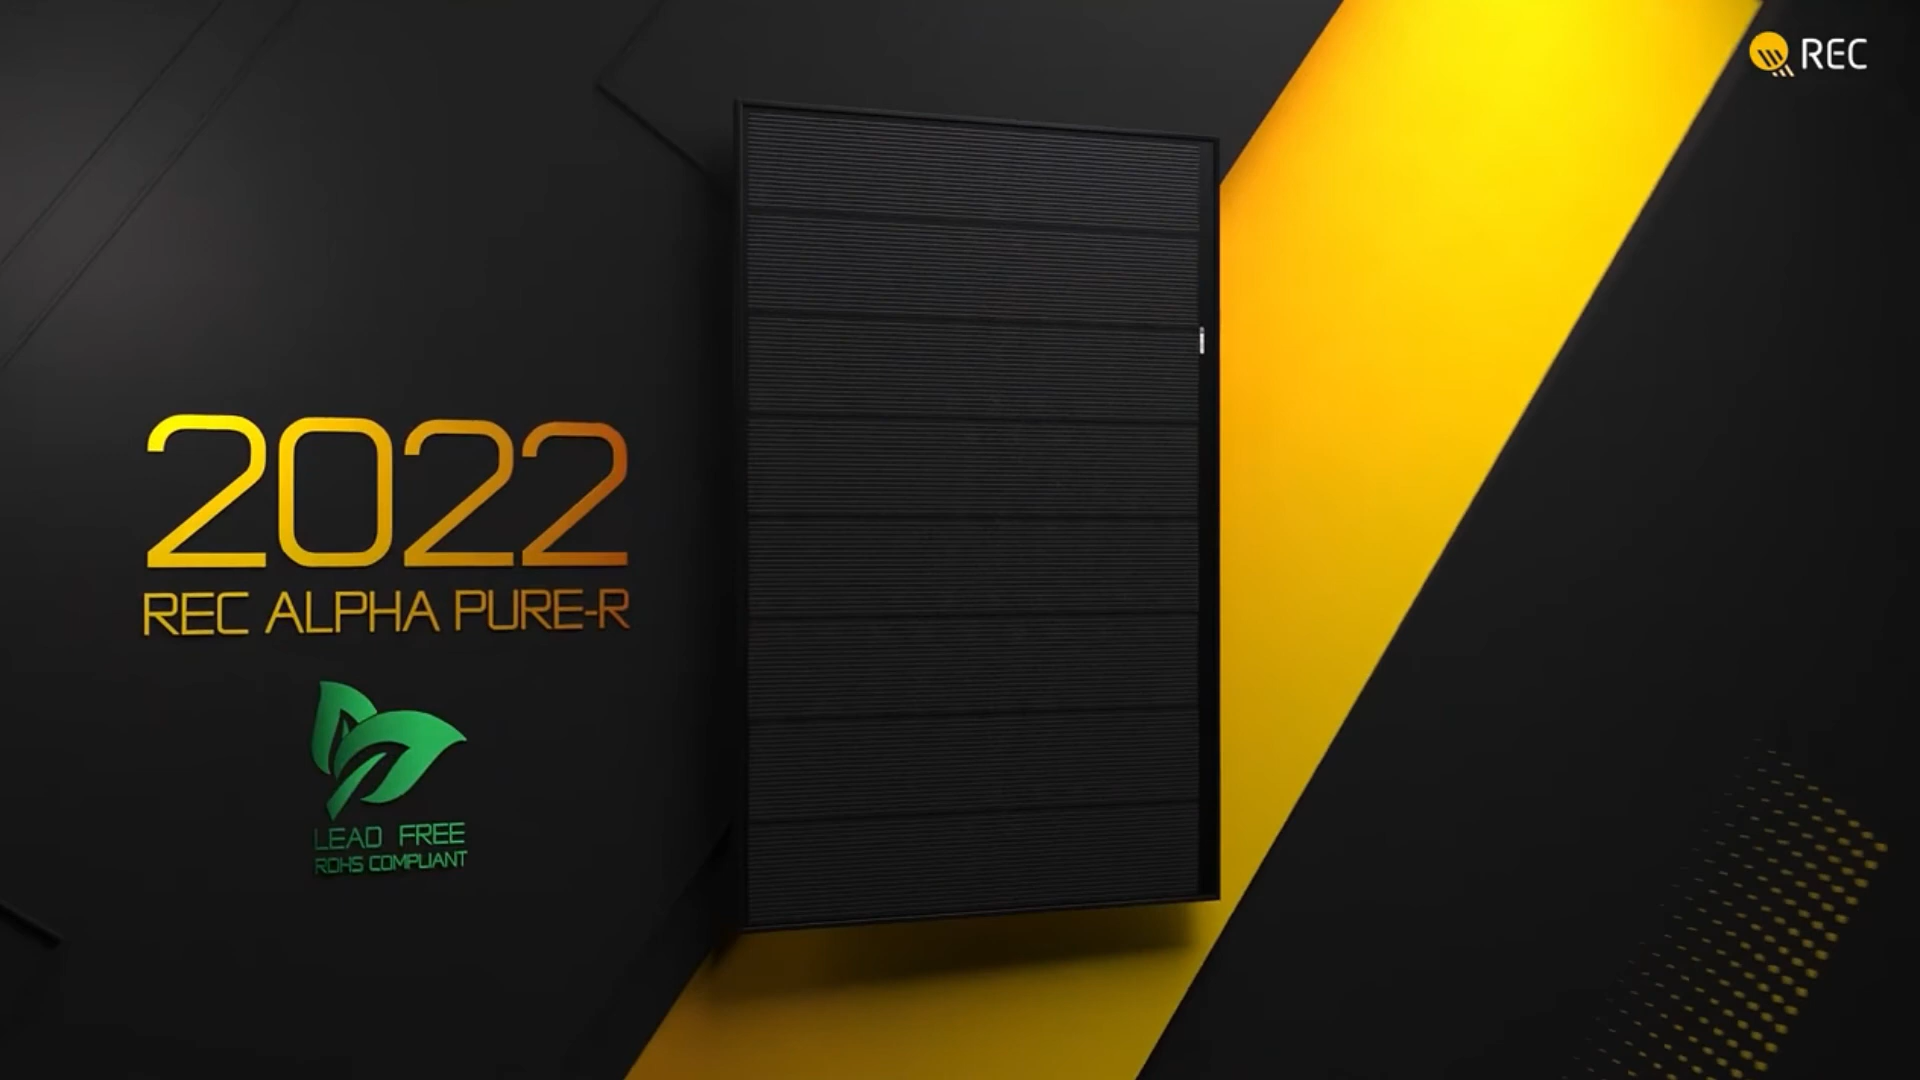 REC
2022
REC ALPHA PURE-R
LEAD FREE
ROHS COMPLIANT